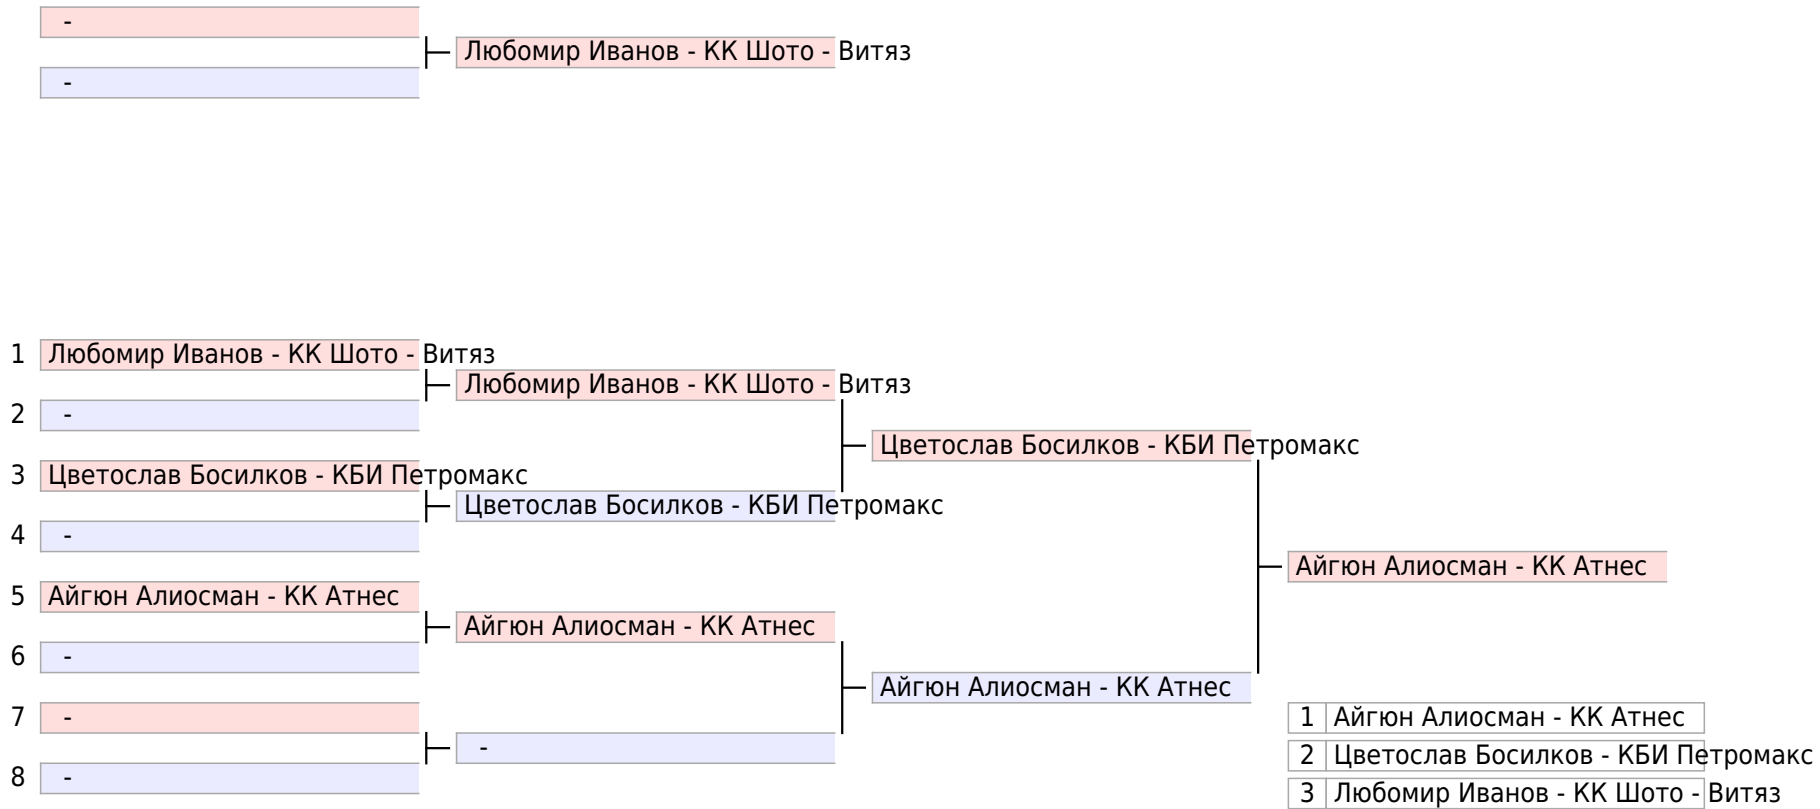 -
Любомир Иванов - КК Шото - Витяз
-
1 Любомир Иванов - КК Шото - Витяз
Любомир Иванов - КК Шото - Витяз
2 -
Цветослав Босилков - КБИ Петромакс
3 Цветослав Босилков - КБИ Петромакс
Цветослав Босилков - КБИ Петромакс
4 -
Айгюн Алиосман - КК Атнес
5 Айгюн Алиосман - КК Атнес
Айгюн Алиосман - КК Атнес
6 -
Айгюн Алиосман - КК Атнес
7 -
-
8 -
1 Айгюн Алиосман - КК Атнес
2 Цветослав Босилков - КБИ Петромакс
3 Любомир Иванов - КК Шото - Витяз